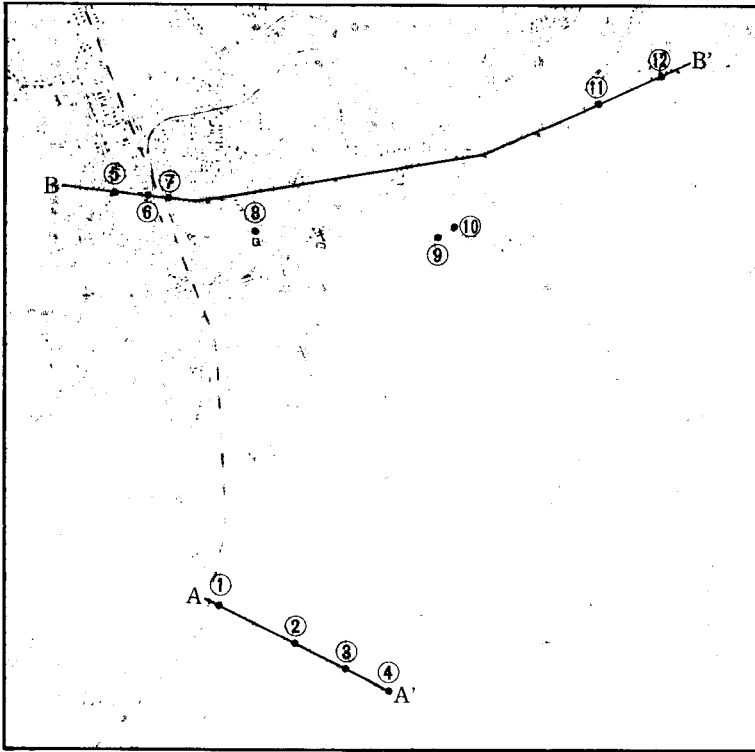 ⑫ B'
⑪
⑤
B ⑦
⑥
⑧
⑩
⑨
A ①
②
③
④
A'